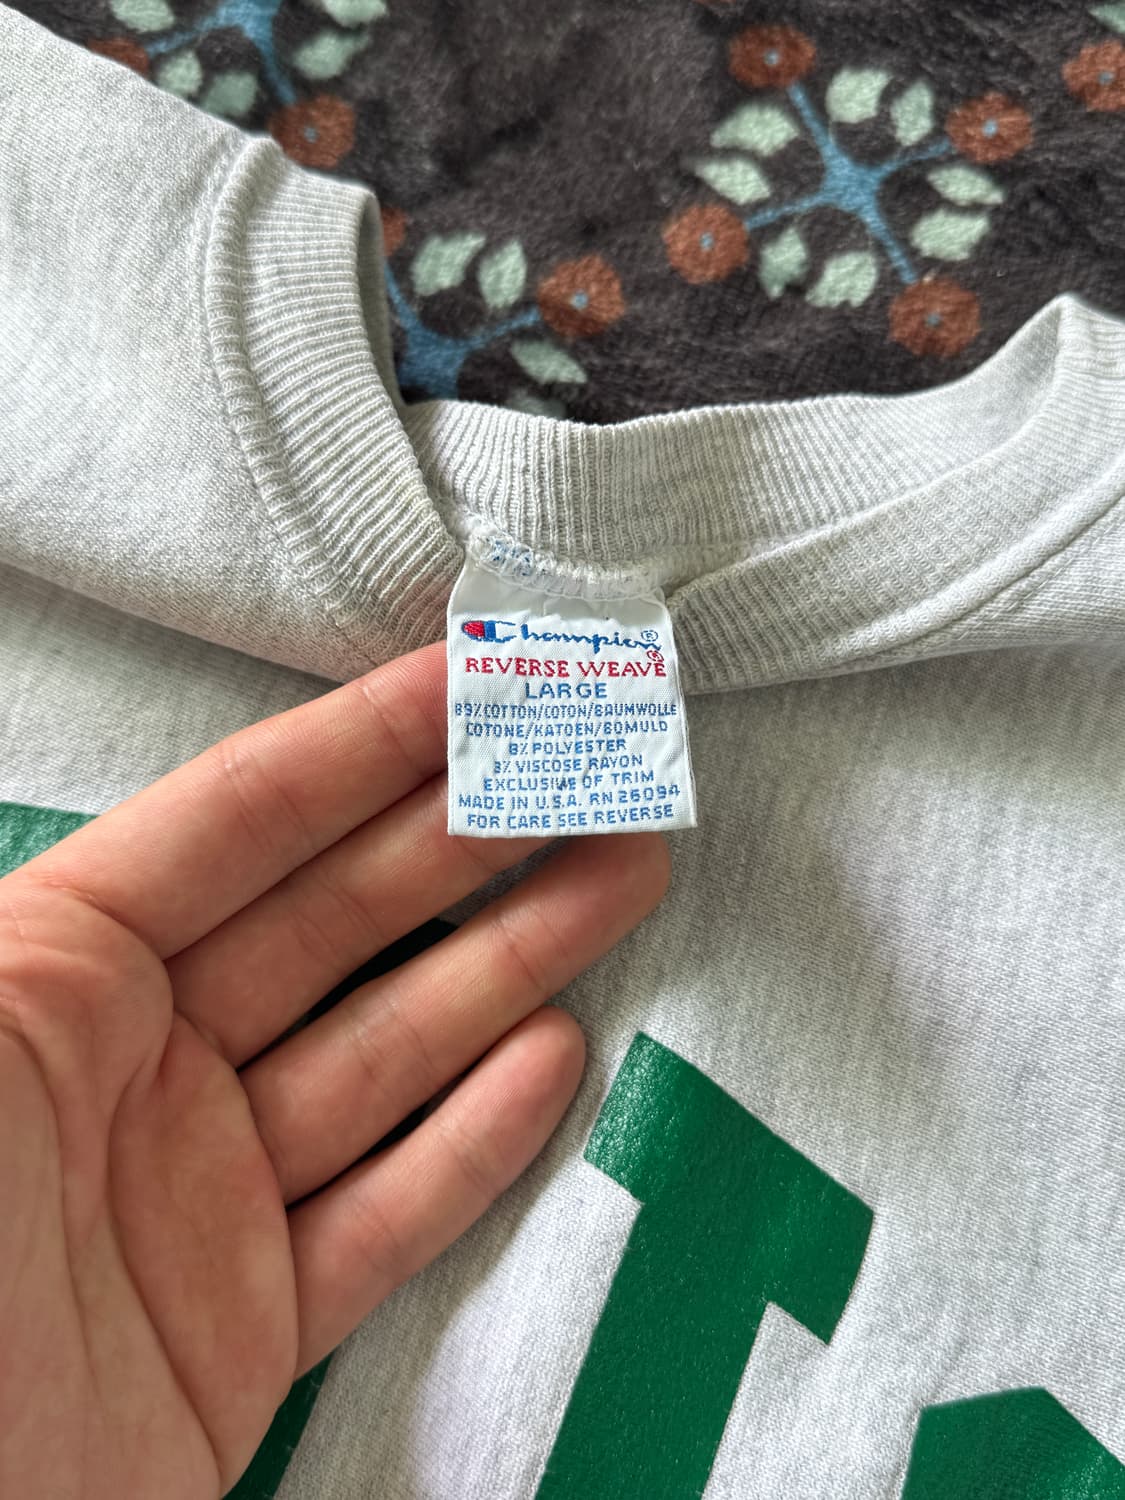 Champion®
REVERSE WEAVE®
LARGE
89% COTTON/COTON/BAUMWOLLE
COTONE/KATOEN/BOMULD
8% POLYESTER
3% VISCOSE RAYON
EXCLUSIVE OF TRIM
MADE IN U.S.A. RN 26094
FOR CARE SEE REVERSE